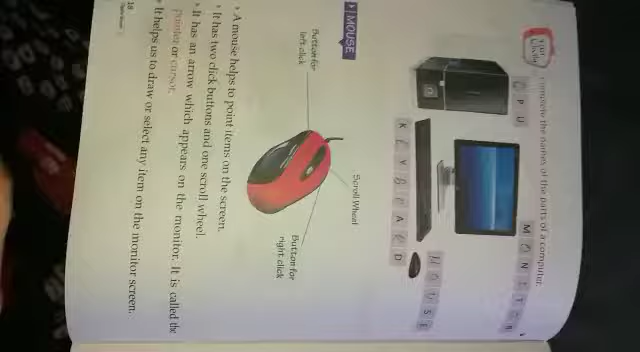 Complete the names of the parts of a computer.
C P U
M O N I T O R
K E Y B O A R D
M O U S E
MOUSE
Button for
left click
Scroll Wheel
Button for
right click
A mouse helps to point items on the screen.
It has two click buttons and one scroll wheel.
It has an arrow which appears on the monitor. It is called the
Pointer or cursor.
It helps us to draw or select any item on the monitor screen.
18